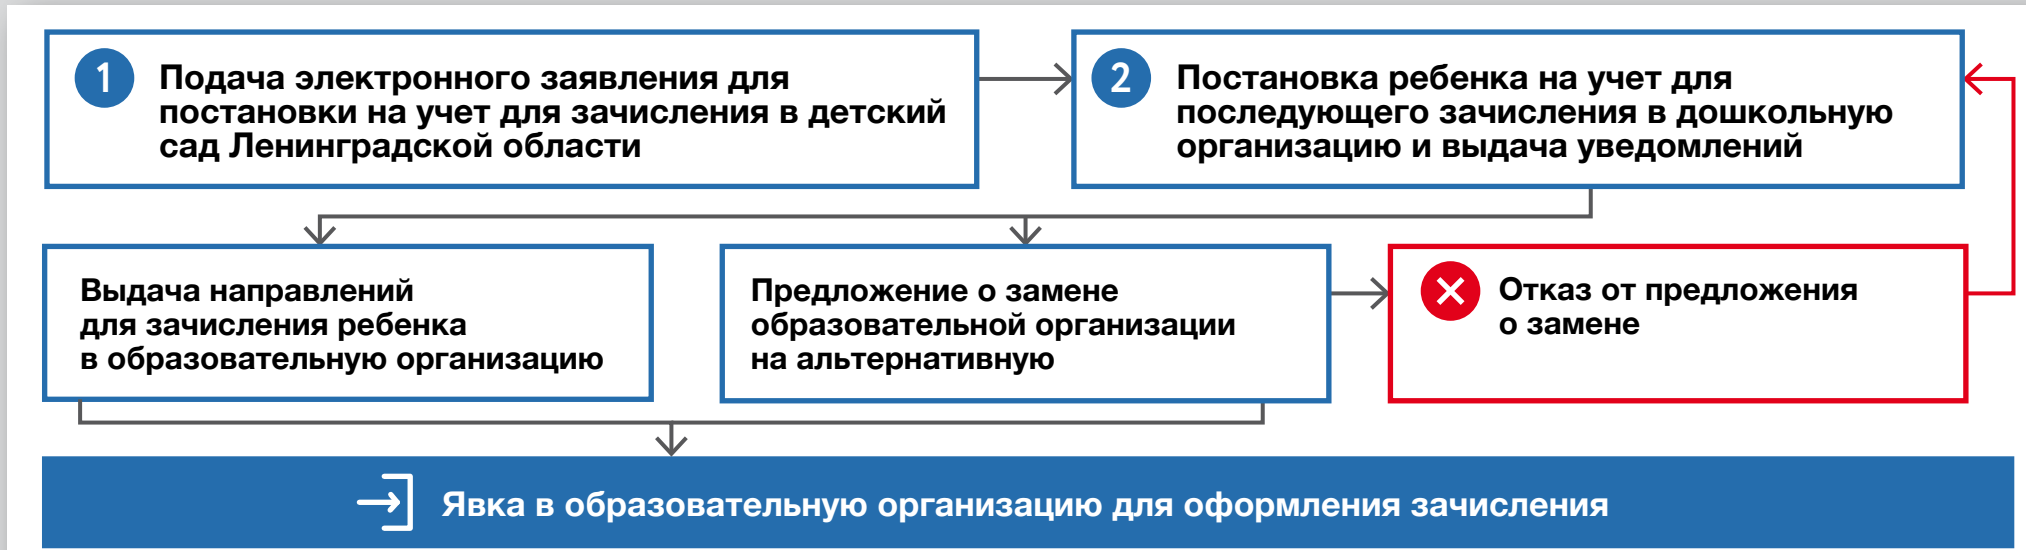 1
Подача электронного заявления для
постановки на учет для зачисления в детский
сад Ленинградской области
2
Постановка ребенка на учет для
последующего зачисления в дошкольную
организацию и выдача уведомлений
Выдача направлений
для зачисления ребенка
в образовательную организацию
Предложение о замене
образовательной организации
на альтернативную
Отказ от предложения
о замене
Явка в образовательную организацию для оформления зачисления